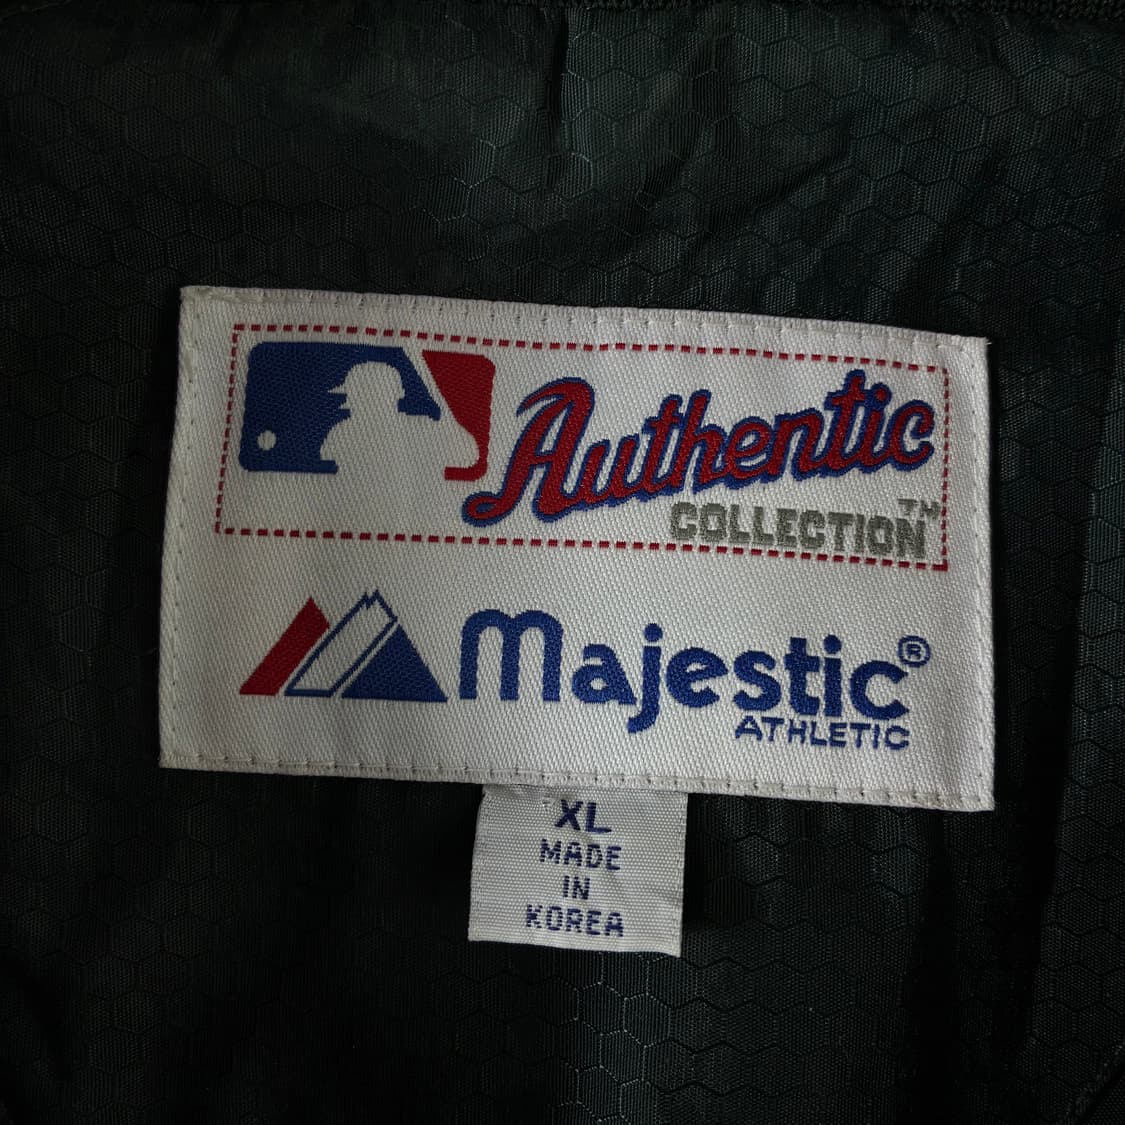 Authentic
COLLECTION™
Majestic®
ATHLETIC
XL
MADE
IN
KOREA